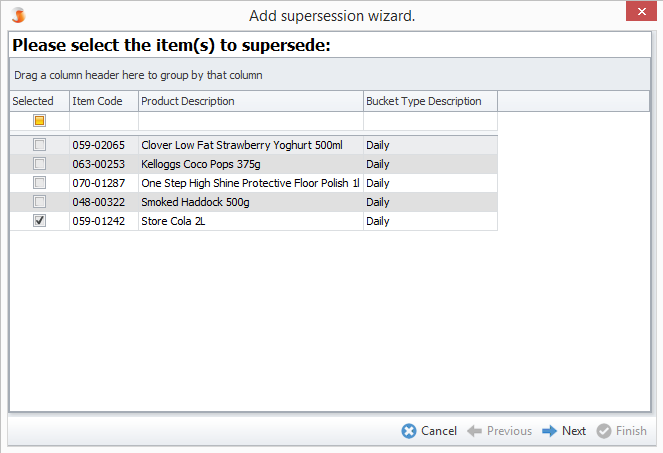 Add supersession wizard.
Please select the item(s) to supersede:
Drag a column header here to group by that column
Selected Item Code Product Description Bucket Type Description
059-02065 Clover Low Fat Strawberry Yoghurt 500ml Daily
063-00253 Kelloggs Coco Pops 375g Daily
070-01287 One Step High Shine Protective Floor Polish 1l Daily
048-00322 Smoked Haddock 500g Daily
059-01242 Store Cola 2L Daily
Cancel Previous Next Finish